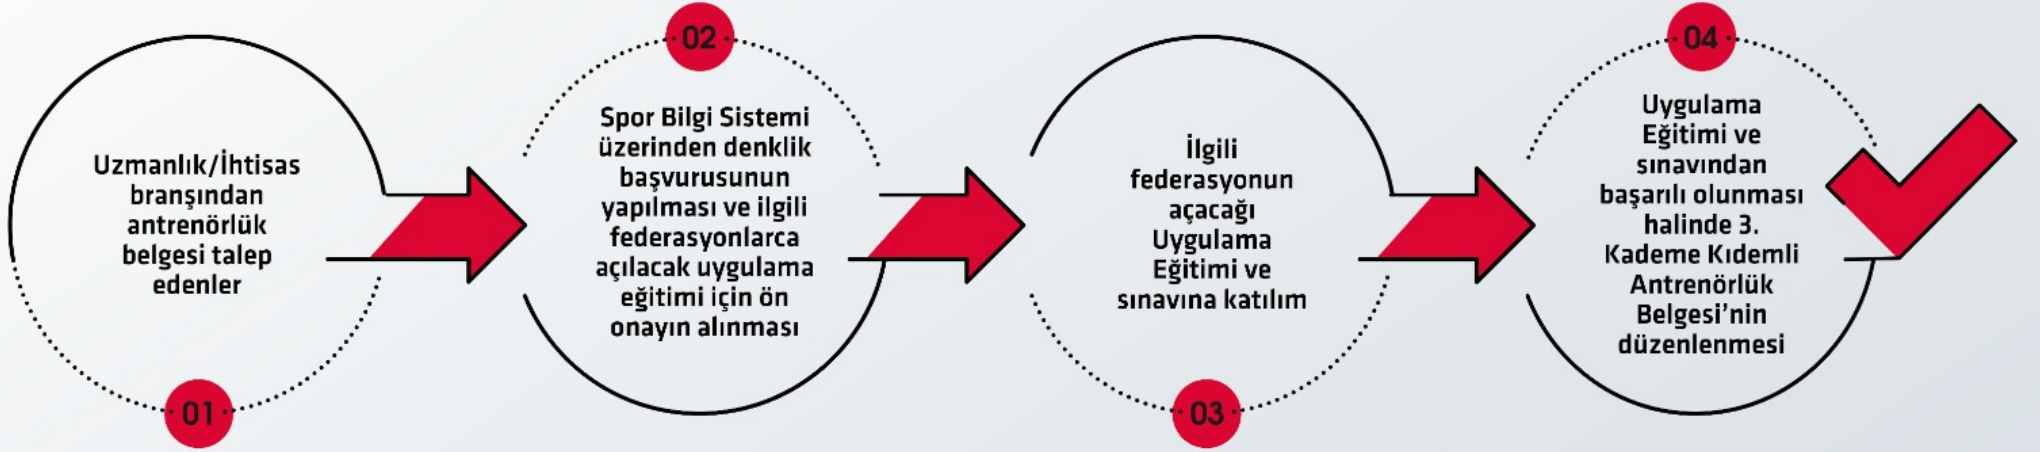 01
Uzmanlık/İhtisas
branşından
antrenörlük
belgesi talep
edenler
02
Spor Bilgi Sistemi
üzerinden denklik
başvurusunun
yapılması ve ilgili
federasyonlarca
açılacak uygulama
eğitimi için ön
onayın alınması
03
İlgili
federasyonun
açacağı
Uygulama
Eğitimi ve
sınavına katılım
04
Uygulama
Eğitimi ve
sınavından
başarılı olunması
halinde 3.
Kademe Kıdemli
Antrenörlük
Belgesi'nin
düzenlenmesi